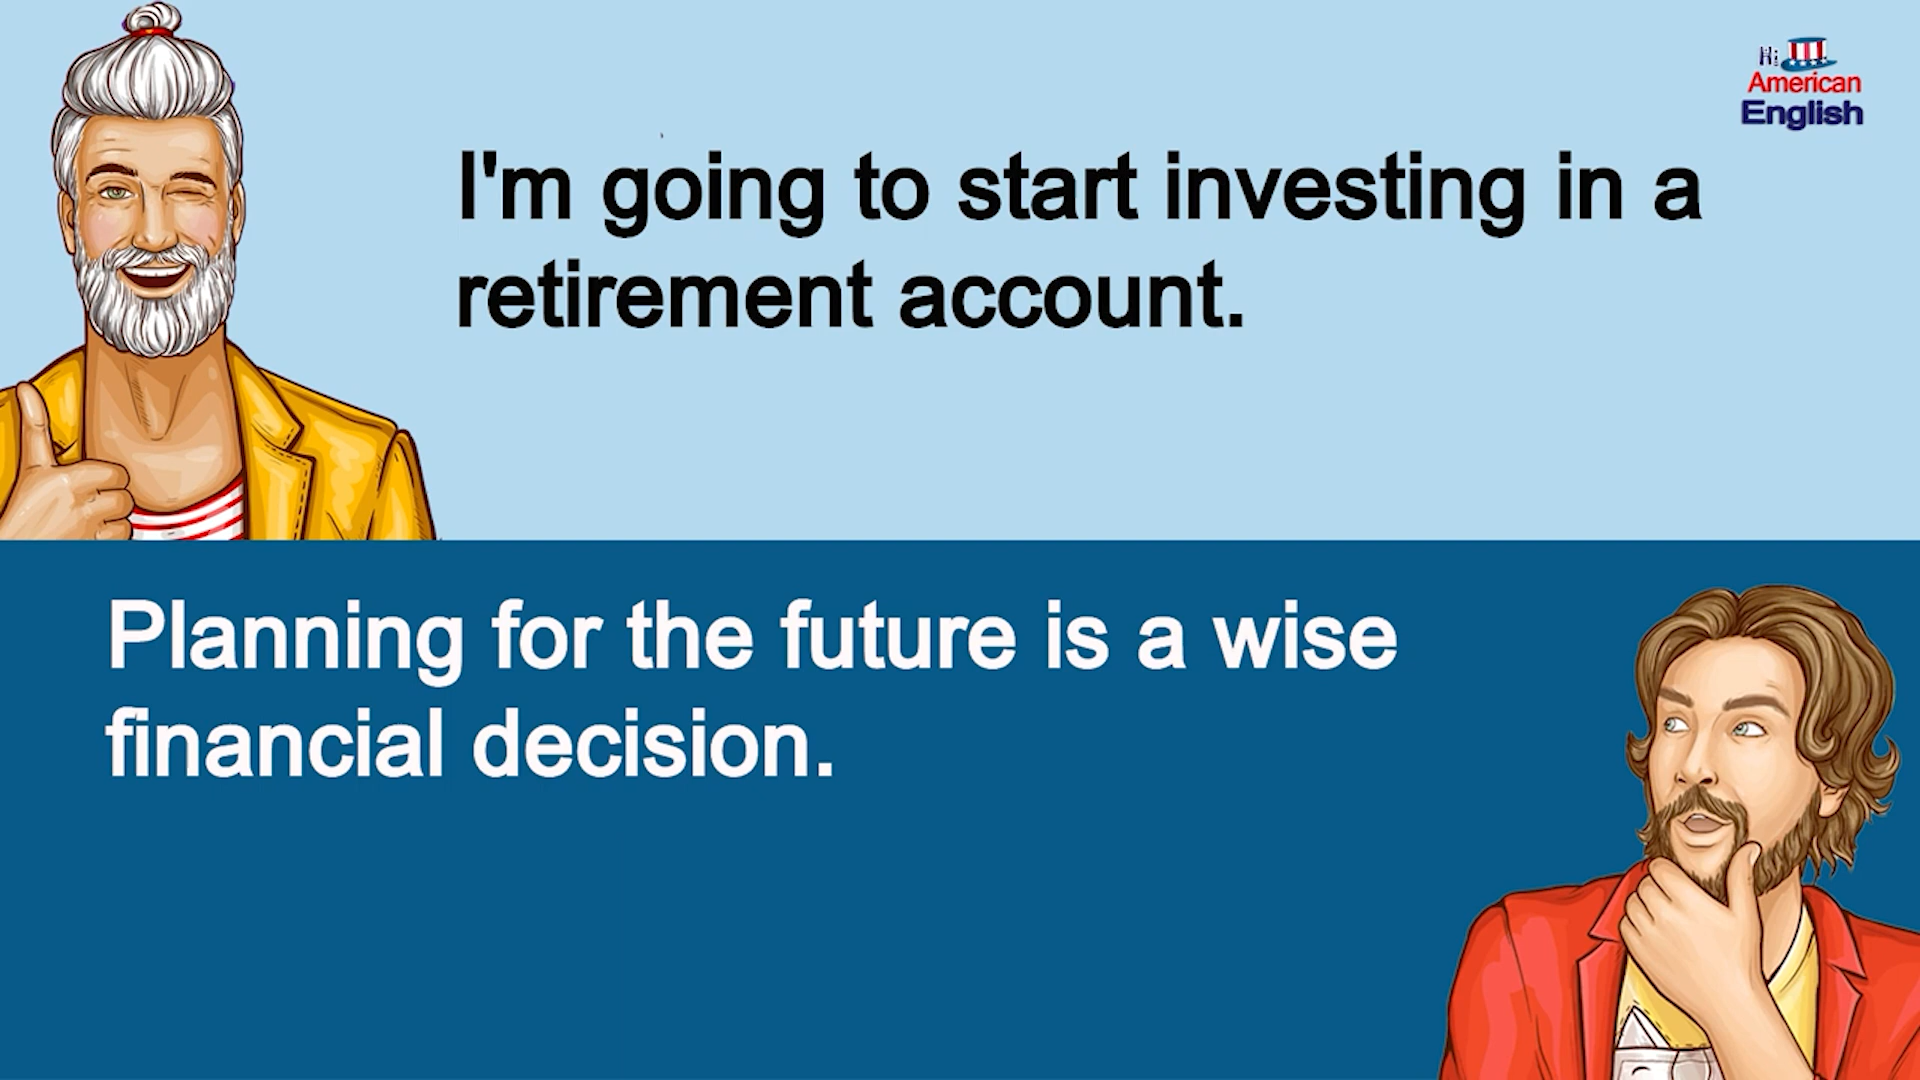 Hi
American
English
I'm going to start investing in a
retirement account.
Planning for the future is a wise
financial decision.